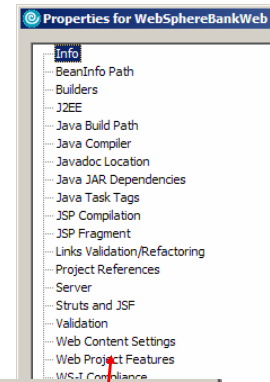 Properties for WebSphereBankWeb
Info
BeanInfo Path
Builders
J2EE
Java Build Path
Java Compiler
Javadoc Location
Java JAR Dependencies
Java Task Tags
JSP Compilation
JSP Fragment
Links Validation/Refactoring
Project References
Server
Struts and JSF
Validation
Web Content Settings
Web Project Features
WS-I Compliance